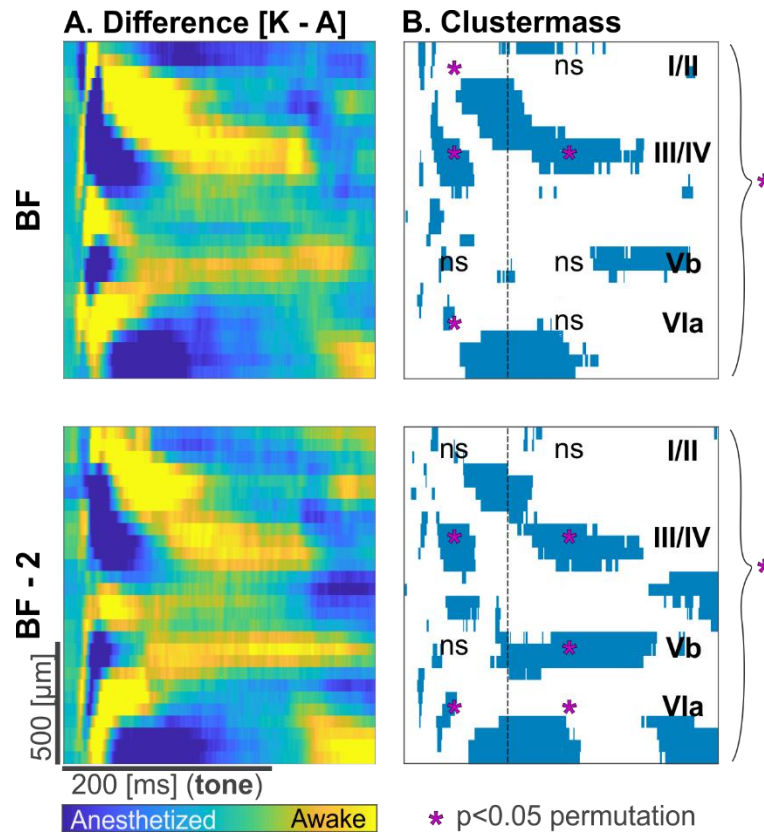 A. Difference [K - A]
B. Clustermass
BF
* ns I/II
* * III/IV
*
ns ns Vb
* ns VIa
BF - 2
ns ns I/II
* * III/IV
*
ns * Vb
* * VIa
500 [µm]
200 [ms] (tone)
Anesthetized Awake
* p<0.05 permutation